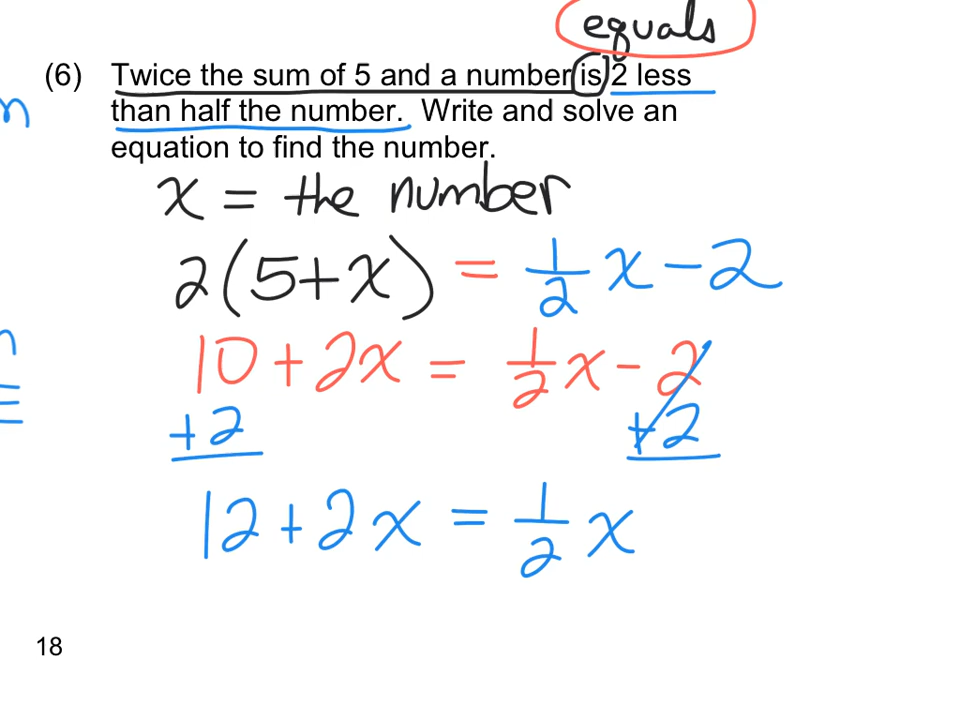 equals
(6) Twice the sum of 5 and a number is 2 less
than half the number. Write and solve an
equation to find the number.
x = the number
2(5+x) = 1/2 x - 2
10 + 2x = 1/2 x - 2
+2 +2
12 + 2x = 1/2 x
18